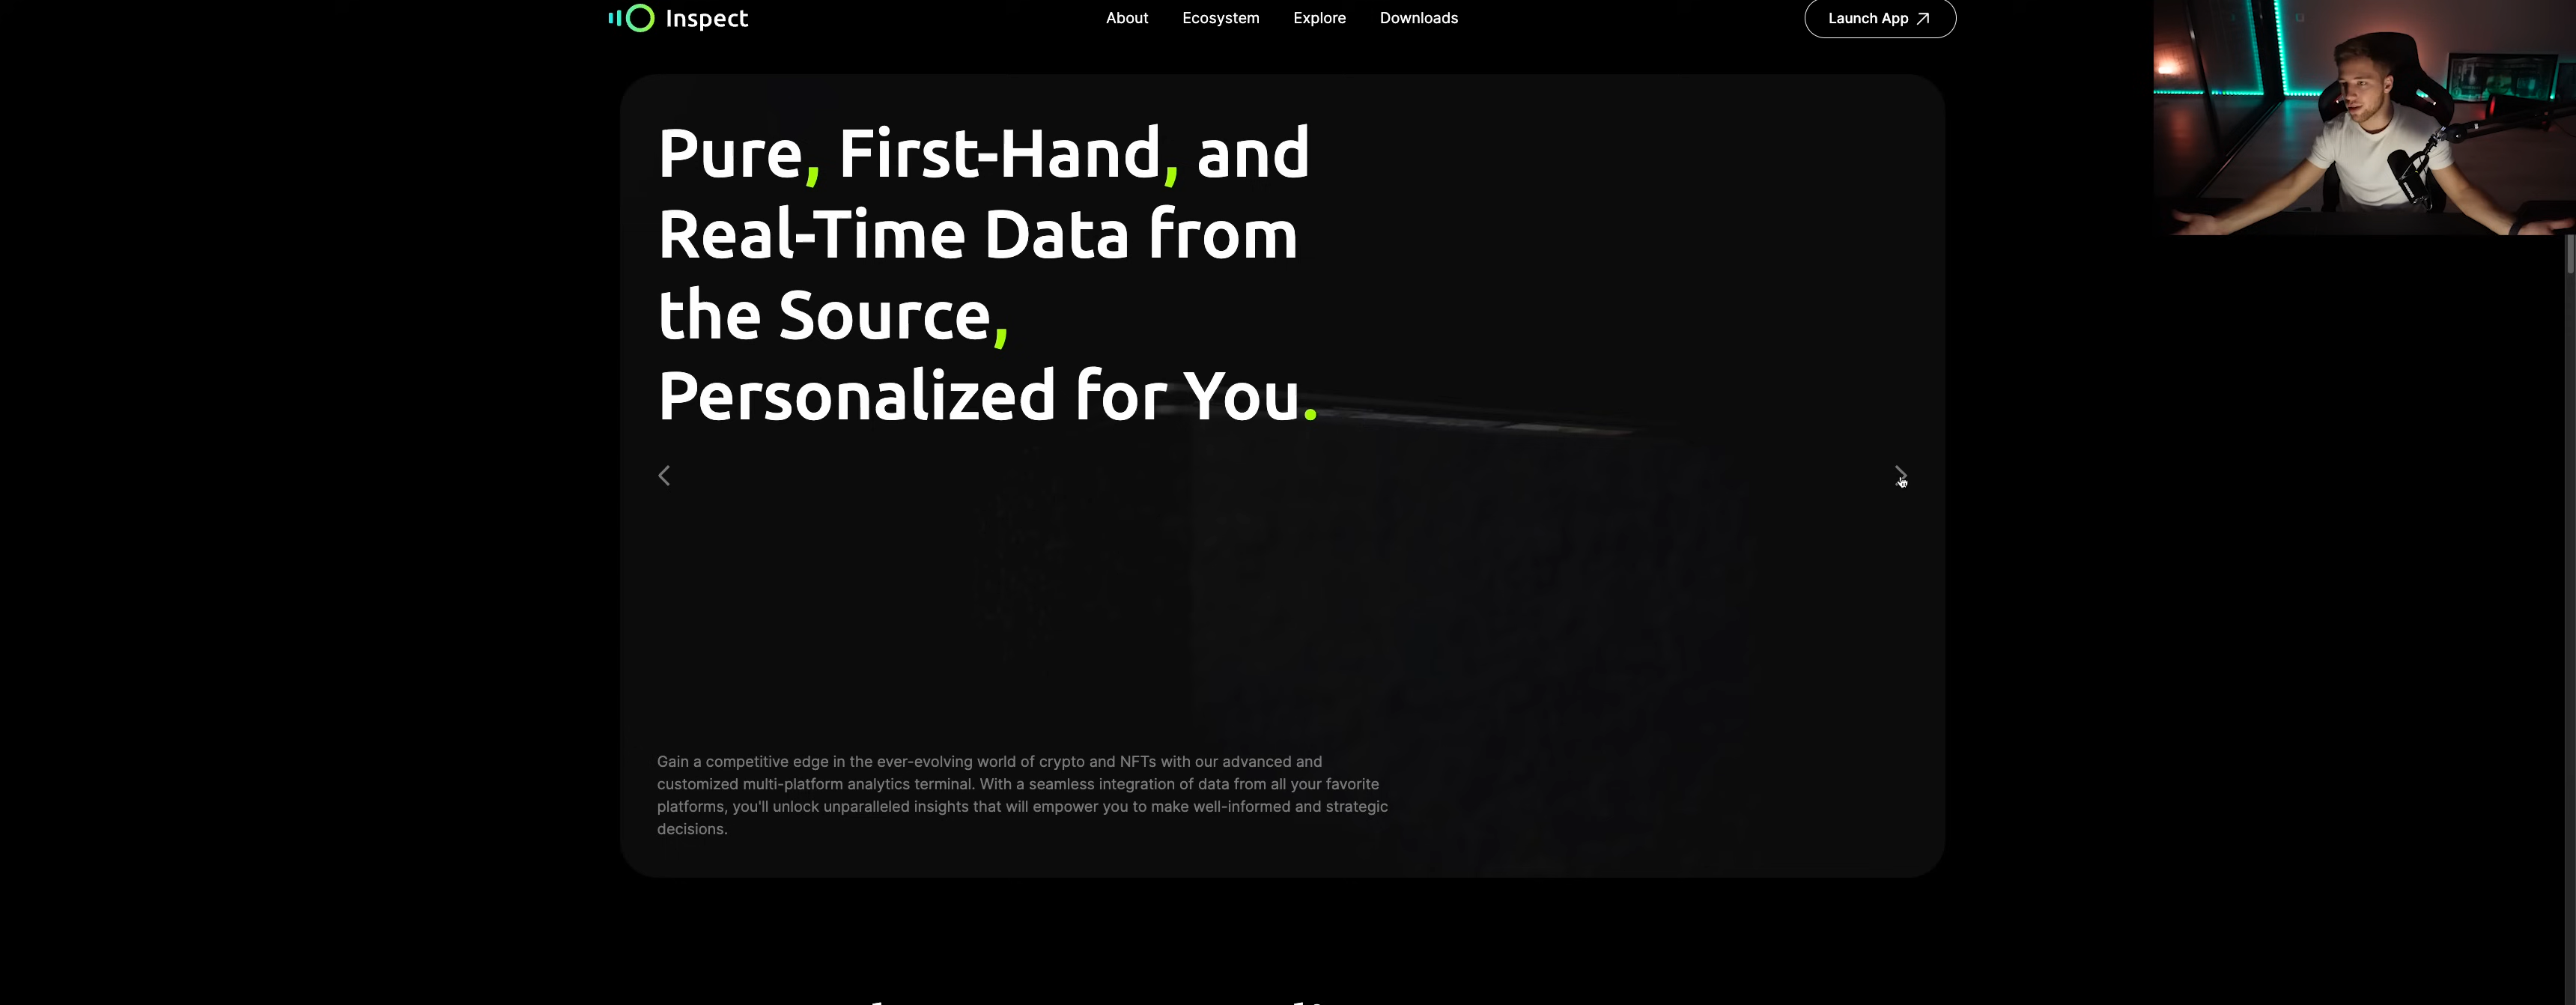 Inspect
About
Ecosystem
Explore
Downloads
Launch App
Pure, First-Hand, and
Real-Time Data from
the Source,
Personalized for You.
Gain a competitive edge in the ever-evolving world of crypto and NFTs with our advanced and
customized multi-platform analytics terminal. With a seamless integration of data from all your favorite
platforms, you'll unlock unparalleled insights that will empower you to make well-informed and strategic
decisions.